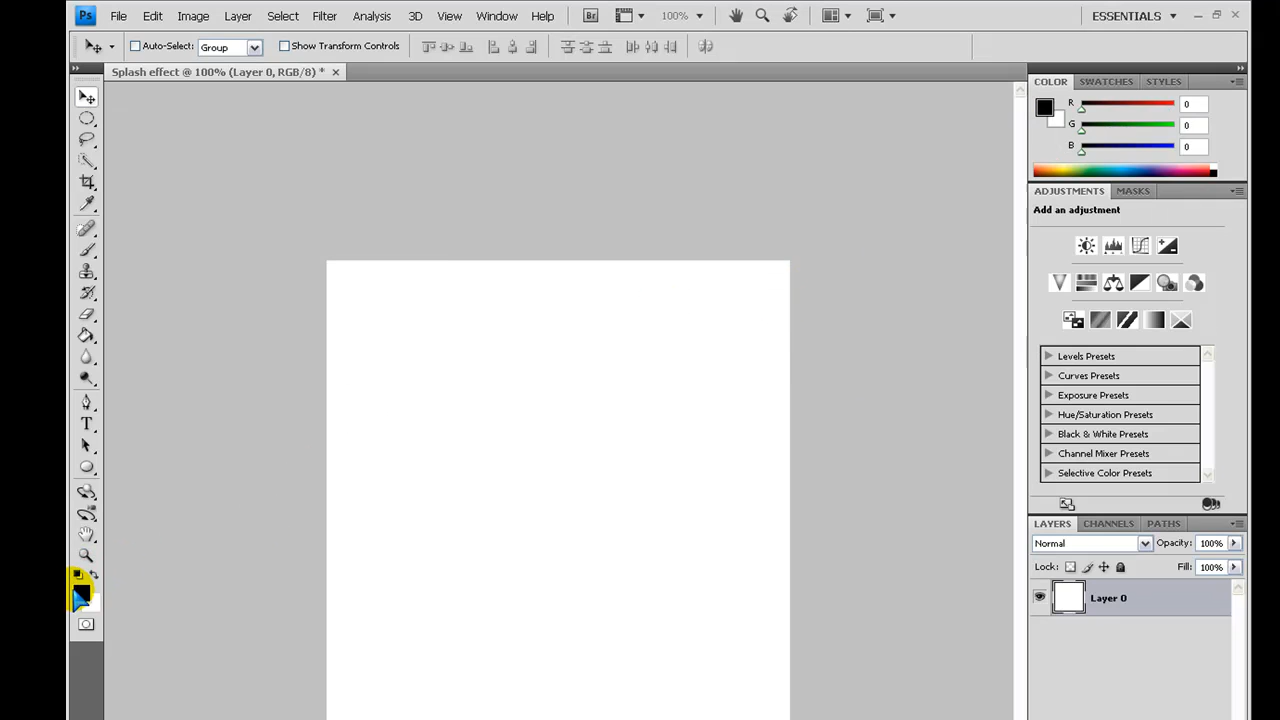 Ps File Edit Image Layer Select Filter Analysis 3D View Window Help Br 100% ESSENTIALS
Auto-Select: Group Show Transform Controls
Splash effect @ 100% (Layer 0, RGB/8) *
COLOR SWATCHES STYLES
R 0
G 0
B 0
ADJUSTMENTS MASKS
Add an adjustment
Levels Presets
Curves Presets
Exposure Presets
Hue/Saturation Presets
Black & White Presets
Channel Mixer Presets
Selective Color Presets
LAYERS CHANNELS PATHS
Normal Opacity: 100%
Lock: Fill: 100%
Layer 0
T